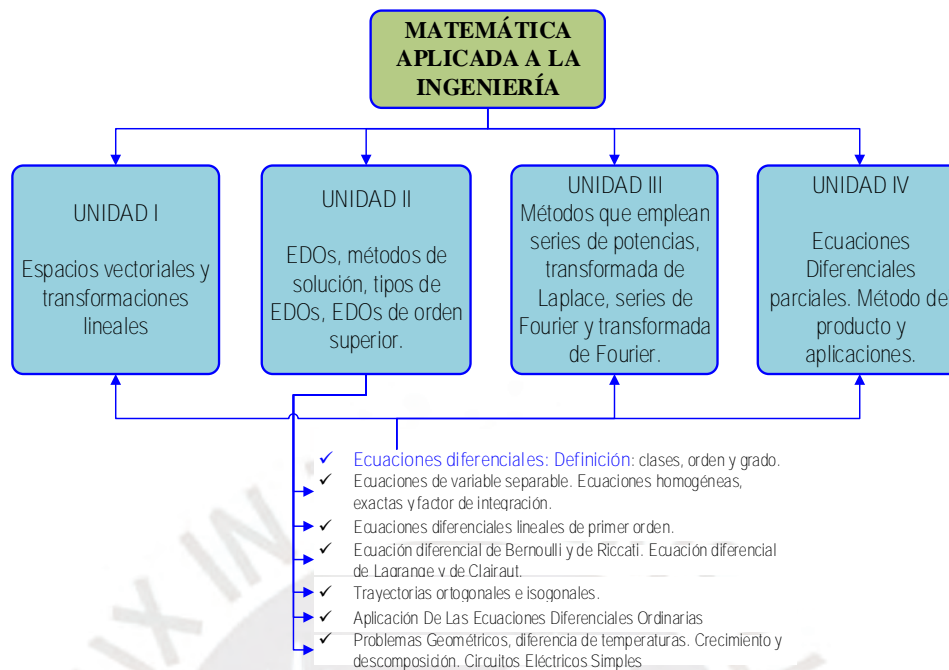 MATEMÁTICA
APLICADA A LA
INGENIERÍA
UNIDAD I
Espacios vectoriales y
transformaciones
lineales
UNIDAD II
EDOs, métodos de
solución, tipos de
EDOs, EDOs de orden
superior.
UNIDAD III
Métodos que emplean
series de potencias,
transformada de
Laplace, series de
Fourier y transformada
de Fourier.
UNIDAD IV
Ecuaciones
Diferenciales
parciales. Método de
producto y
aplicaciones.
✓ Ecuaciones diferenciales: Definición: clases, orden y grado.
✓ Ecuaciones de variable separable. Ecuaciones homogéneas,
exactas y factor de integración.
✓ Ecuaciones diferenciales lineales de primer orden.
✓ Ecuación diferencial de Bernoulli y de Riccati. Ecuación diferencial
de Lagrange y de Clairaut.
✓ Trayectorias ortogonales e isogonales.
✓ Aplicación De Las Ecuaciones Diferenciales Ordinarias
✓ Problemas Geométricos, diferencia de temperaturas. Crecimiento y
descomposición. Circuitos Eléctricos Simples